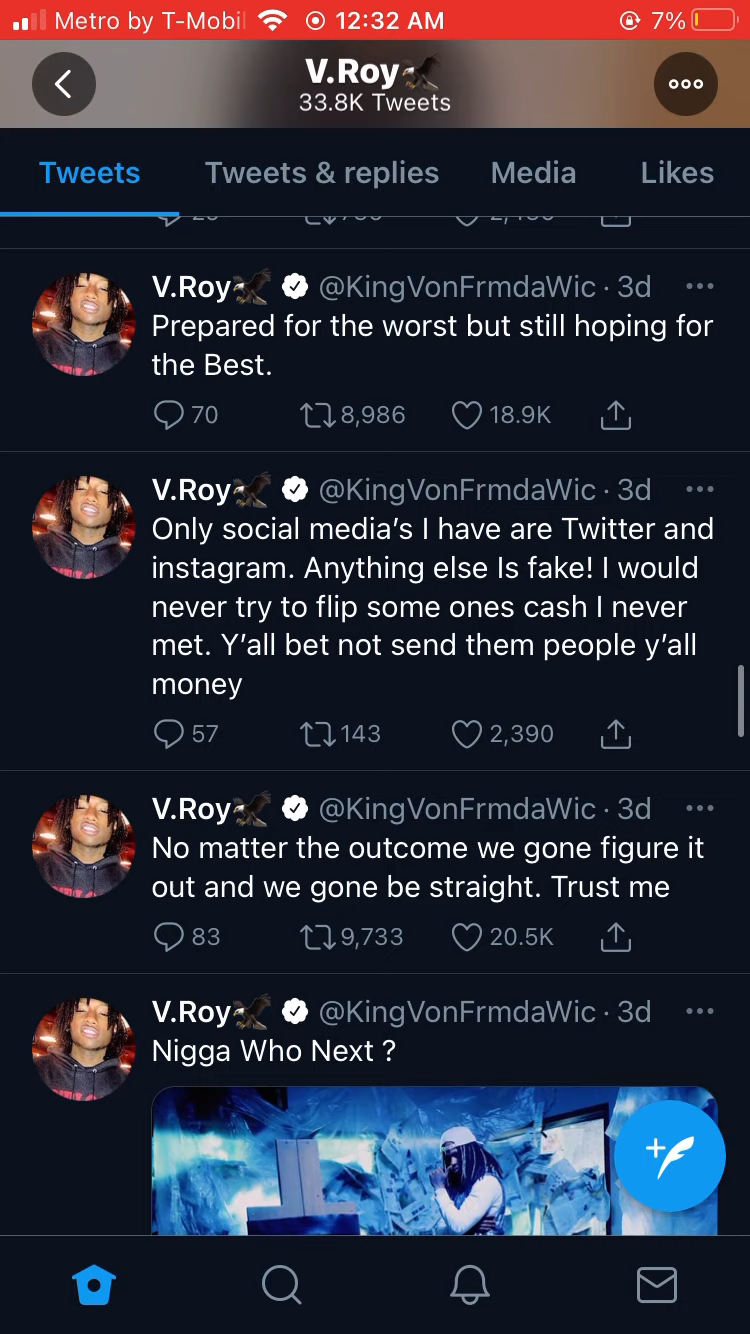 Metro by T-Mobil 12:32 AM 7%
V.Roy
33.8K Tweets
Tweets Tweets & replies Media Likes
V.Roy @KingVonFrmdaWic · 3d
Prepared for the worst but still hoping for
the Best.
70 8,986 18.9K
V.Roy @KingVonFrmdaWic · 3d
Only social media’s I have are Twitter and
instagram. Anything else Is fake! I would
never try to flip some ones cash I never
met. Y’all bet not send them people y’all
money
57 143 2,390
V.Roy @KingVonFrmdaWic · 3d
No matter the outcome we gone figure it
out and we gone be straight. Trust me
83 9,733 20.5K
V.Roy @KingVonFrmdaWic · 3d
Nigga Who Next ?